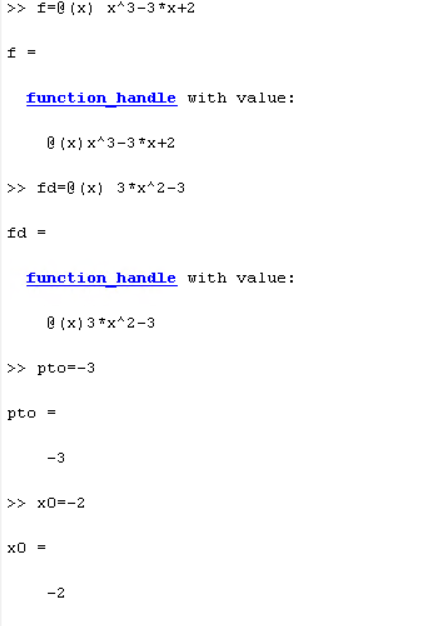 >> f=@(x) x^3-3*x+2
f =
function_handle with value:
@(x)x^3-3*x+2
>> fd=@(x) 3*x^2-3
fd =
function_handle with value:
@(x)3*x^2-3
>> pto=-3
pto =
-3
>> x0=-2
x0 =
-2